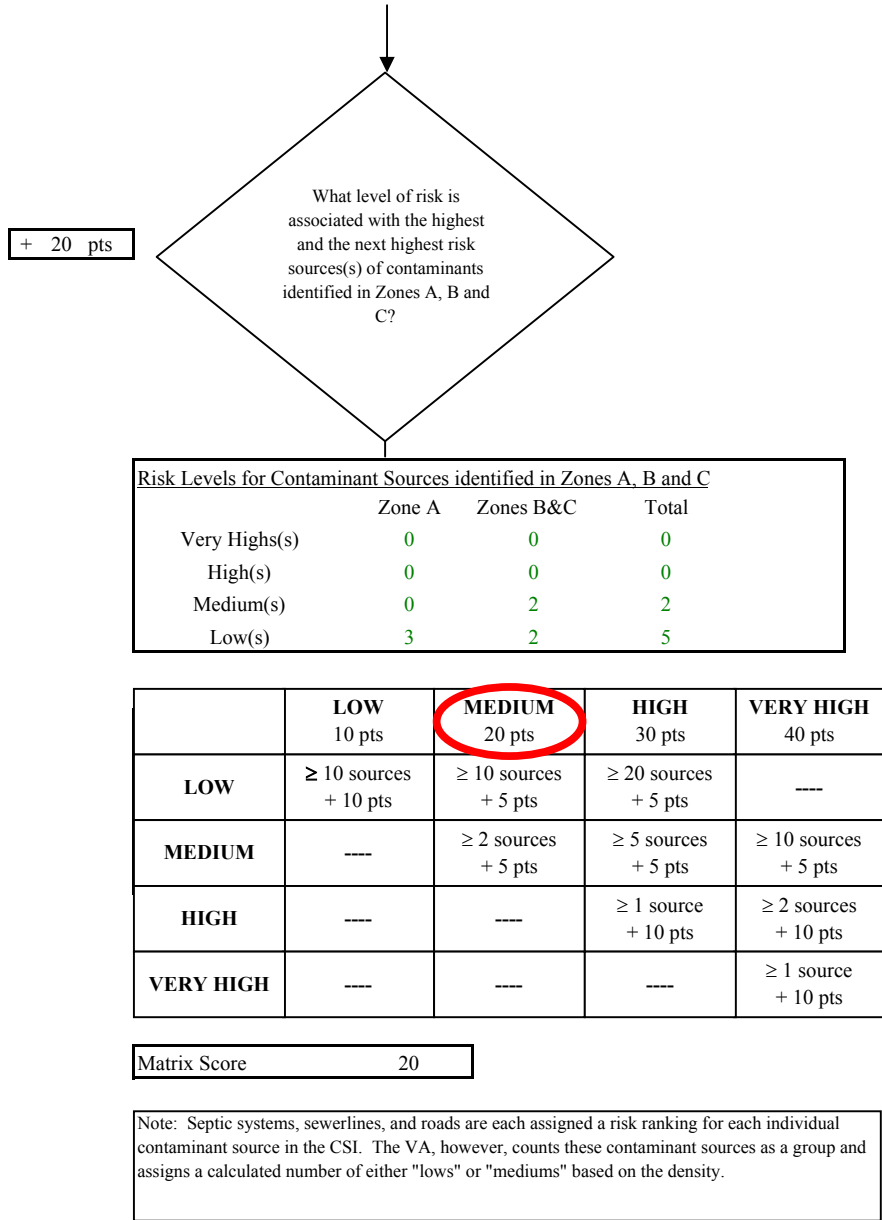 What level of risk is
associated with the highest
and the next highest risk
sources(s) of contaminants
identified in Zones A, B and
C?
+ 20 pts
Risk Levels for Contaminant Sources identified in Zones A, B and C
Zone A Zones B&C Total
Very Highs(s) 0 0 0
High(s) 0 0 0
Medium(s) 0 2 2
Low(s) 3 2 5
LOW MEDIUM HIGH VERY HIGH
10 pts 20 pts 30 pts 40 pts
LOW ≥ 10 sources ≥ 10 sources ≥ 20 sources ----
+ 10 pts + 5 pts + 5 pts
MEDIUM ---- ≥ 2 sources ≥ 5 sources ≥ 10 sources
+ 5 pts + 5 pts + 5 pts
HIGH ---- ---- ≥ 1 source ≥ 2 sources
+ 10 pts + 10 pts
VERY HIGH ---- ---- ---- ≥ 1 source
+ 10 pts
Matrix Score 20
Note: Septic systems, sewerlines, and roads are each assigned a risk ranking for each individual
contaminant source in the CSI. The VA, however, counts these contaminant sources as a group and
assigns a calculated number of either "lows" or "mediums" based on the density.